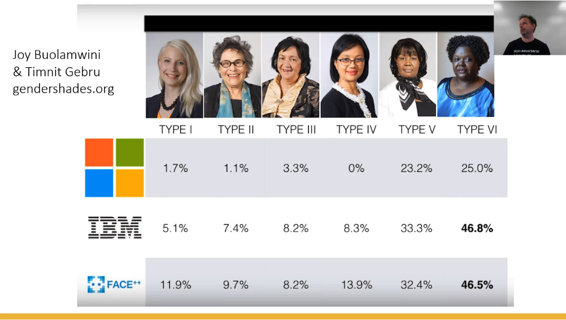 Joy Buolamwini
& Timnit Gebru
gendershades.org
TYPE I TYPE II TYPE III TYPE IV TYPE V TYPE VI
1.7% 1.1% 3.3% 0% 23.2% 25.0%
IBM 5.1% 7.4% 8.2% 8.3% 33.3% 46.8%
FACE++ 11.9% 9.7% 8.2% 13.9% 32.4% 46.5%